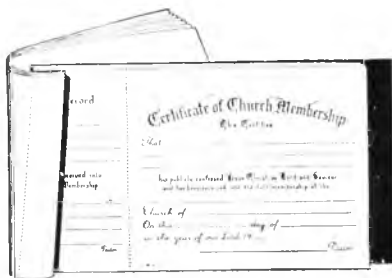 ecord
Certificate of Church Membership
This Certifies
That
has publicly confessed Jesus Christ as Lord and Saviour
and has been received into the full membership of the
eceived into
Membership
Church of
On this day of
in the year of our Lord 19
Pastor
Pastor